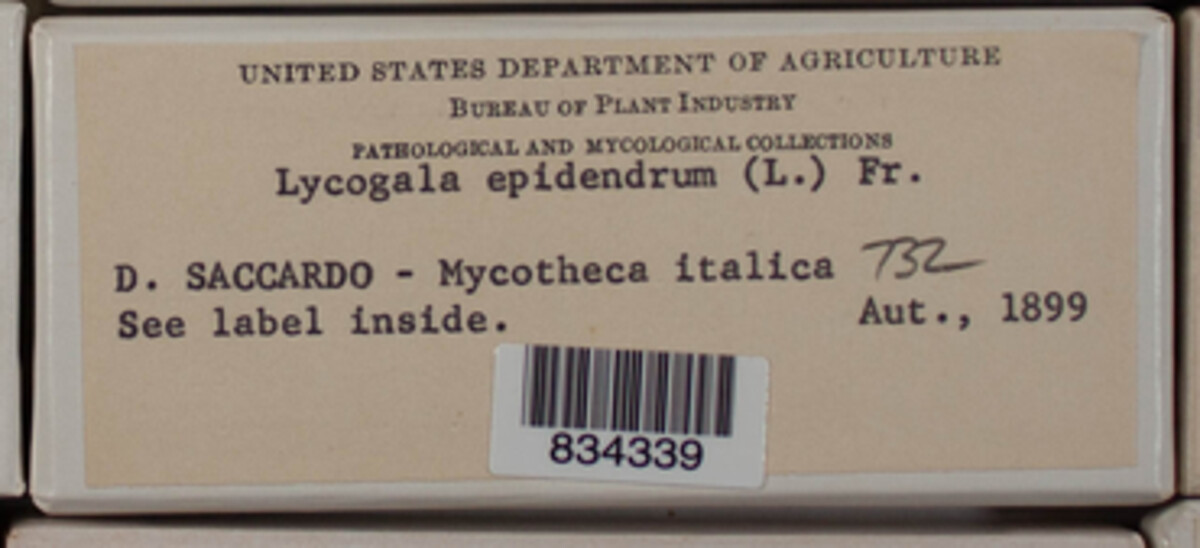 UNITED STATES DEPARTMENT OF AGRICULTURE
BUREAU OF PLANT INDUSTRY
PATHOLOGICAL AND MYCOLOGICAL COLLECTIONS
Lycogala epidendrum (L.) Fr.
D. SACCARDO - Mycotheca italica 732
See label inside. Aut., 1899
834339